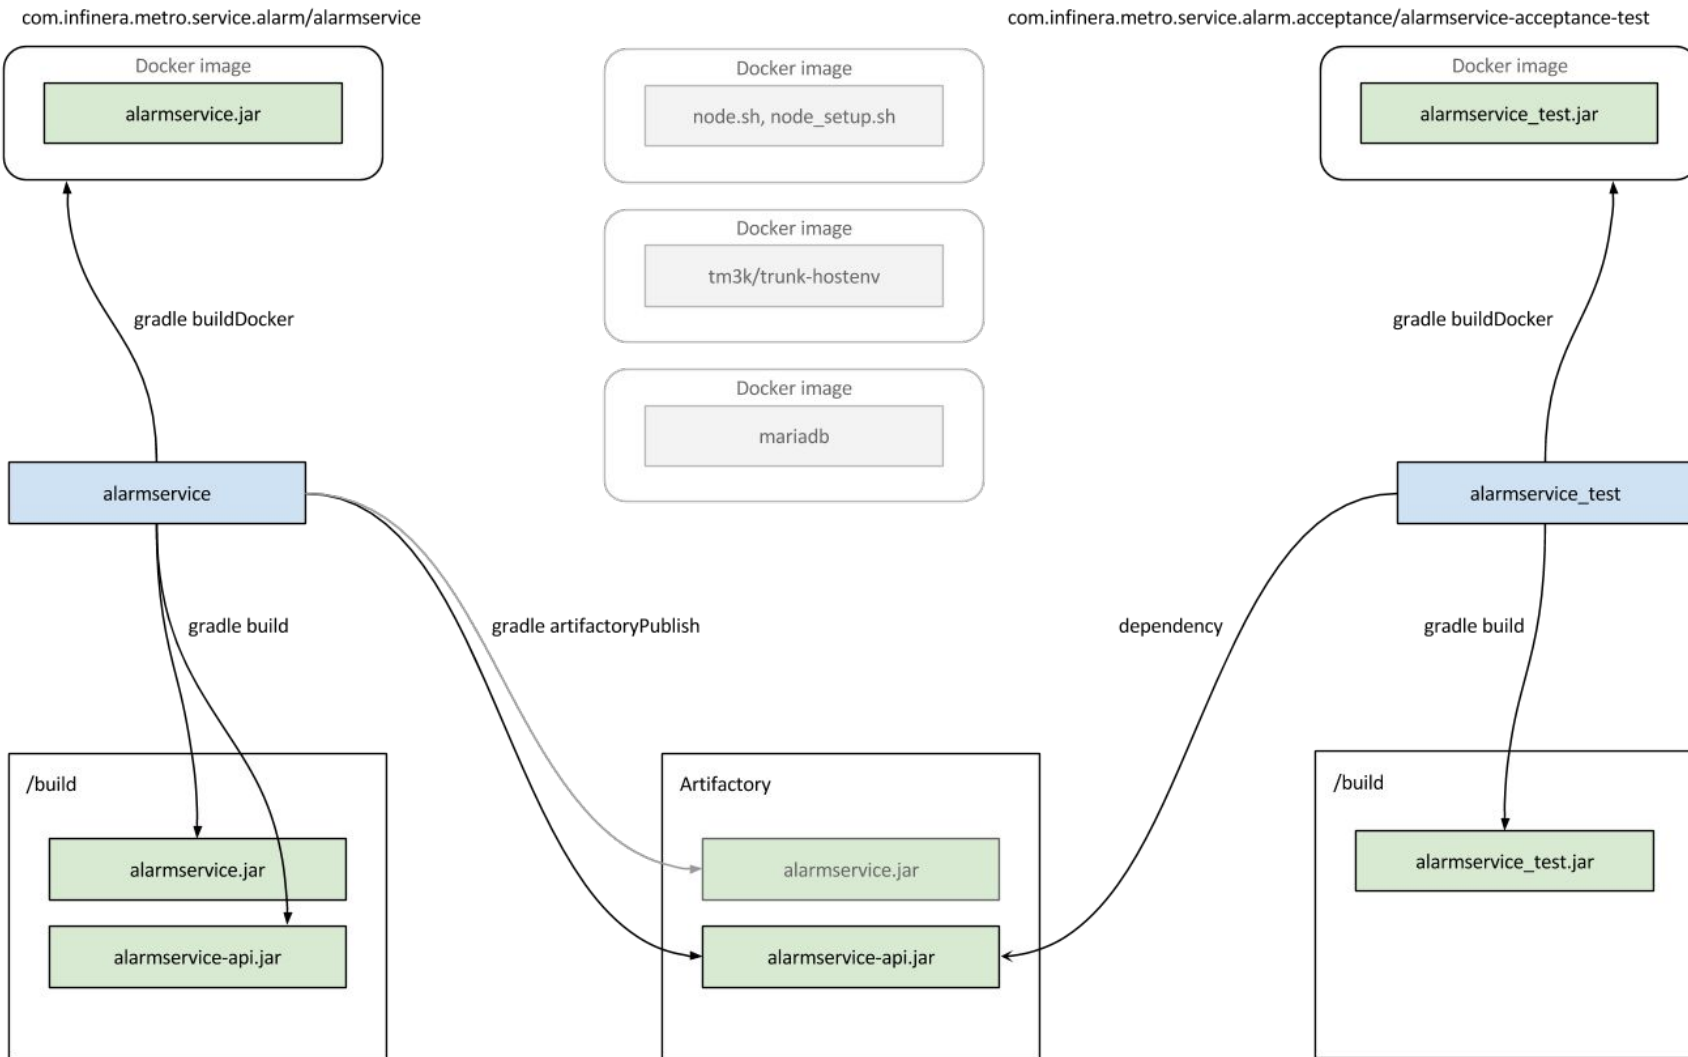 com.infinera.metro.service.alarm/alarmservice
com.infinera.metro.service.alarm.acceptance/alarmservice-acceptance-test
Docker image
alarmservice.jar
Docker image
node.sh, node_setup.sh
Docker image
alarmservice_test.jar
Docker image
tm3k/trunk-hostenv
gradle buildDocker
gradle buildDocker
Docker image
mariadb
alarmservice
alarmservice_test
gradle build
gradle artifactoryPublish
dependency
gradle build
/build
Artifactory
/build
alarmservice.jar
alarmservice.jar
alarmservice_test.jar
alarmservice-api.jar
alarmservice-api.jar